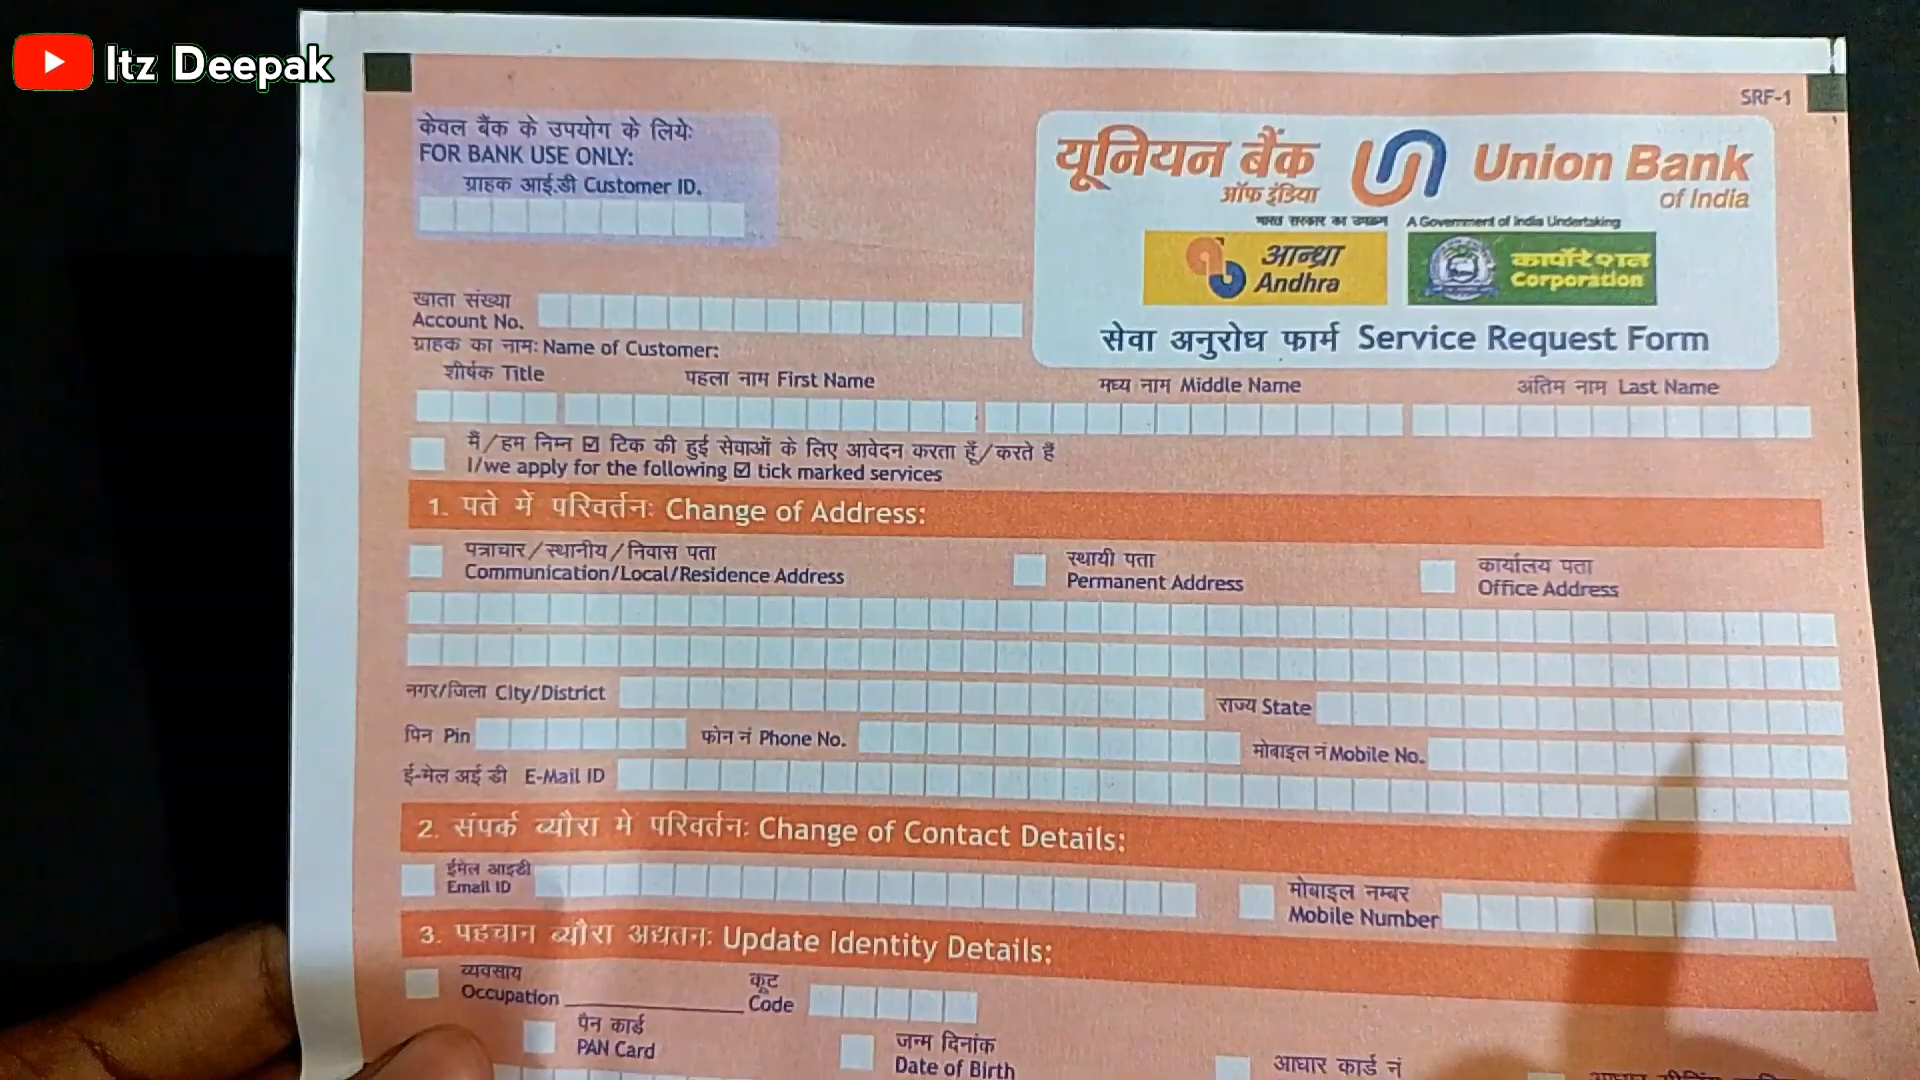 Itz Deepak
SRF-1
केवल बैंक के उपयोग के लिये:
FOR BANK USE ONLY:
ग्राहक आई.डी Customer ID.
यूनियन बैंक
ऑफ इंडिया
Union Bank
of India
भारत सरकार का उपक्रम A Government of India Undertaking
आन्ध्रा
Andhra
कार्पोरेशन
Corporation
सेवा अनुरोध फार्म Service Request Form
खाता संख्या
Account No.
ग्राहक का नाम: Name of Customer:
शीर्षक Title पहला नाम First Name मध्य नाम Middle Name अंतिम नाम Last Name
मैं/हम निम्न ☑ टिक की हुई सेवाओं के लिए आवेदन करता हूँ/करते हैं
I/we apply for the following ☑ tick marked services
1. पते में परिवर्तन: Change of Address:
पत्राचार/स्थानीय/निवास पता
Communication/Local/Residence Address
स्थायी पता
Permanent Address
कार्यालय पता
Office Address
नगर/जिला City/District राज्य State
पिन Pin फोन नं Phone No. मोबाइल नं Mobile No.
ई-मेल अई डी E-Mail ID
2. संपर्क ब्यौरा मे परिवर्तन: Change of Contact Details:
ईमेल आइडी
Email ID
मोबाइल नम्बर
Mobile Number
3. पहचान ब्यौरा अद्यतन: Update Identity Details:
व्यवसाय
Occupation
कूट
Code
पैन कार्ड
PAN Card
जन्म दिनांक
Date of Birth
आधार कार्ड नं